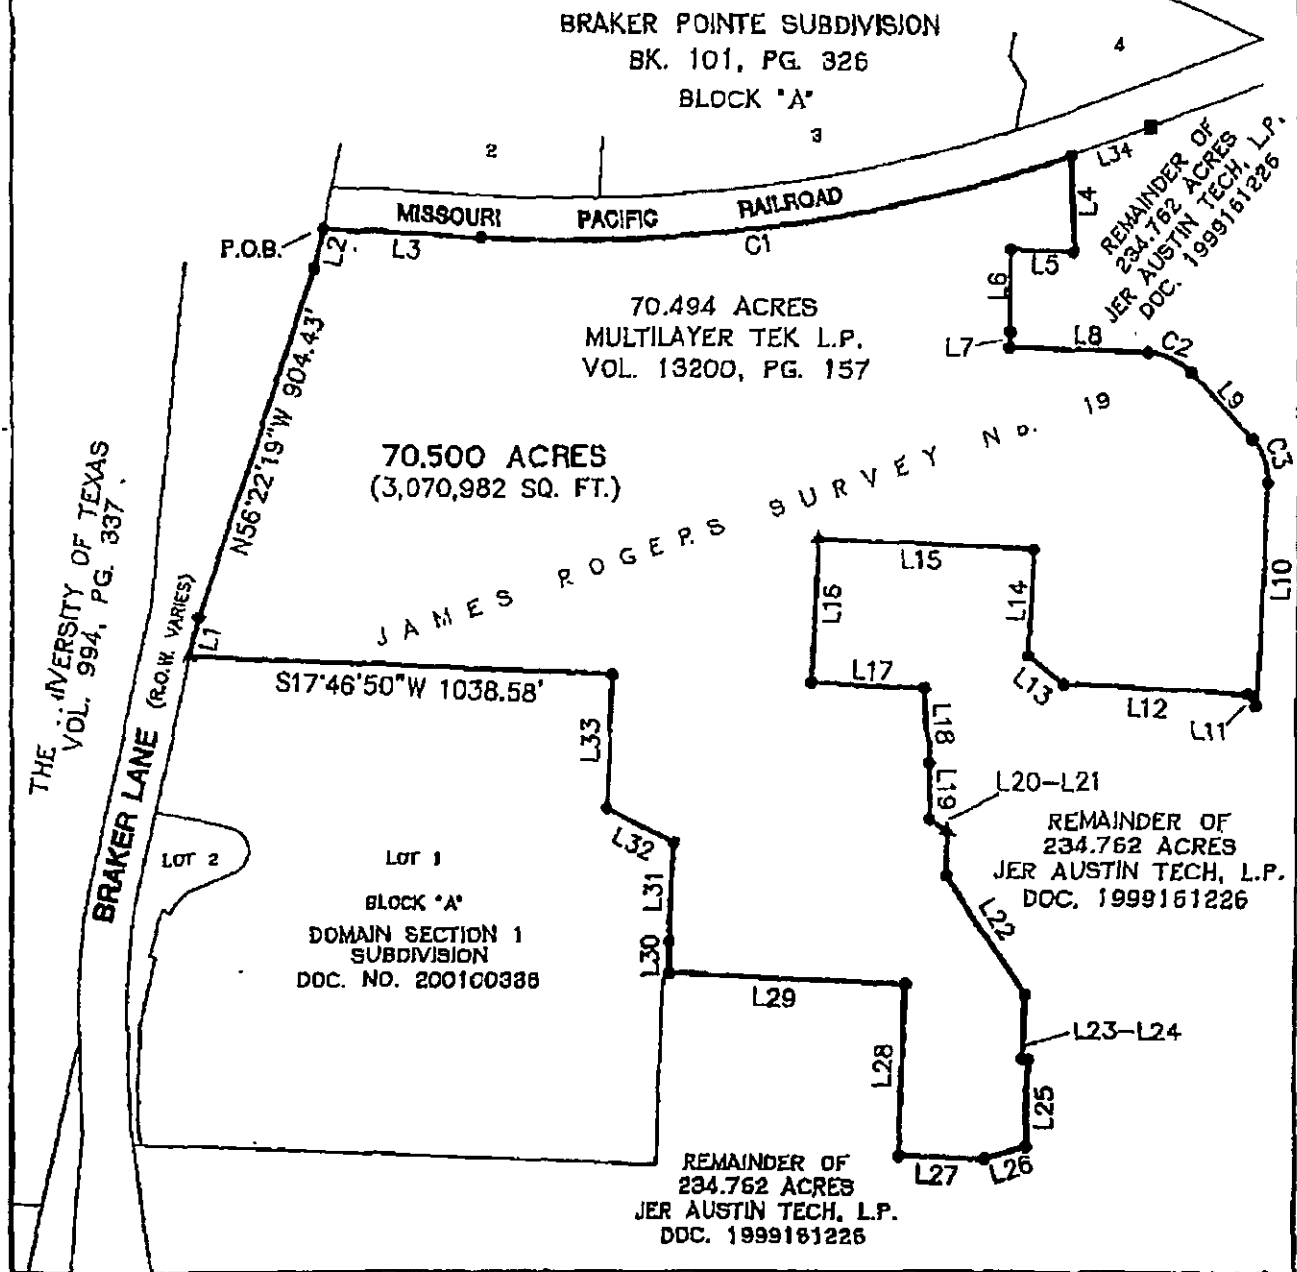 BRAKER POINTE SUBDIVISION
BK. 101, PG. 326
BLOCK "A"
4
3
2
MISSOURI PACIFIC RAILROAD
L34
REMAINDER OF
234.762 ACRES
JER AUSTIN TECH, L.P.
DOC. 1999161226
P.O.B.
L2
L3
C1
L4
L5
L6
L7
L8
C2
L9
C3
L10
70.494 ACRES
MULTILAYER TEK L.P.
VOL. 13200, PG. 157
N56°22'19"W 904.43'
70.500 ACRES
(3,070,982 SQ. FT.)
JAMES ROGERS SURVEY No. 19
THE ...IVERSITY OF TEXAS
VOL. 994, PG. 337
BRAKER LANE (R.O.W. VARIES)
L1
S17°46'50"W 1038.58'
L15
L14
L16
L17
L13
L12
L11
L18
L19
L20-L21
L33
L32
L31
L30
L29
L22
REMAINDER OF
234.762 ACRES
JER AUSTIN TECH, L.P.
DOC. 1999161226
LOT 2
LOT 1
BLOCK "A"
DOMAIN SECTION 1
SUBDIVISION
DOC. NO. 200100336
L23-L24
L28
L25
L26
L27
REMAINDER OF
234.762 ACRES
JER AUSTIN TECH, L.P.
DOC. 1999161226